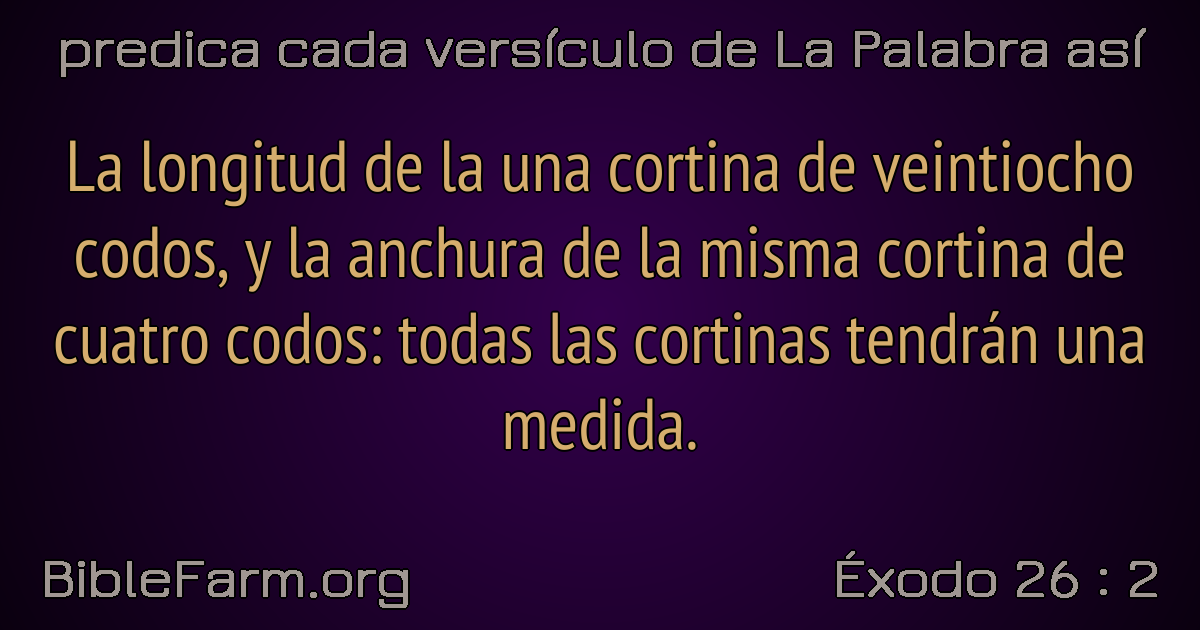 predica cada versículo de La Palabra así
La longitud de la una cortina de veintiocho
codos, y la anchura de la misma cortina de
cuatro codos: todas las cortinas tendrán una
medida.
BibleFarm.org
Éxodo 26 : 2